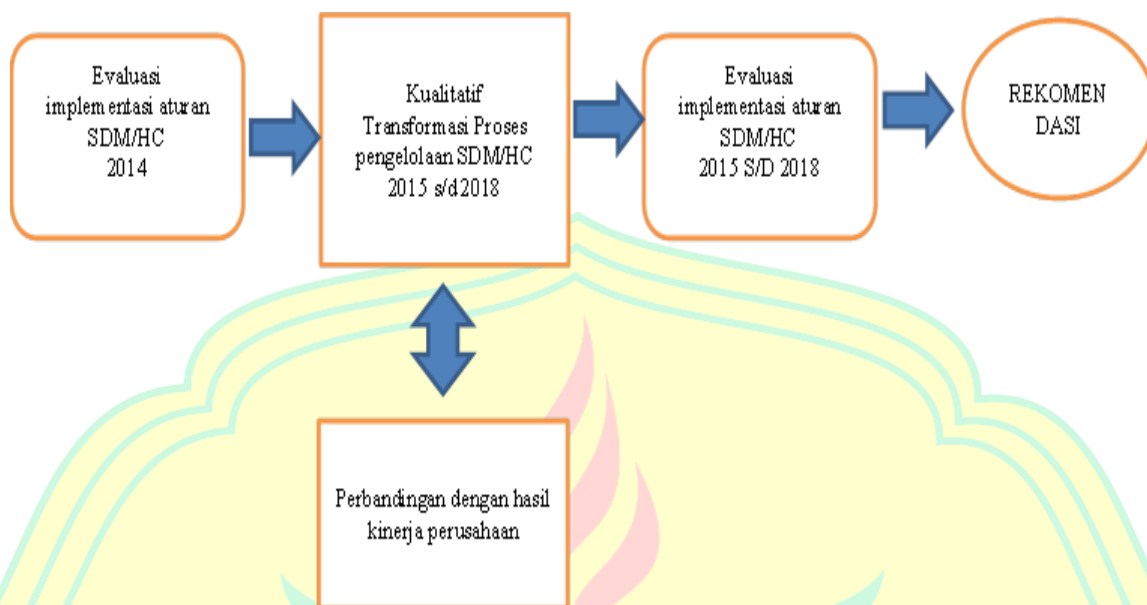 Evaluasi
implementasi aturan
SDM/HC
2014
Kualitatif
Transformasi Proses
pengelolaan SDM/HC
2015 s/d 2018
Evaluasi
implementasi aturan
SDM/HC
2015 S/D 2018
REKOMEN
DASI
Perbandingan dengan hasil
kinerja perusahaan